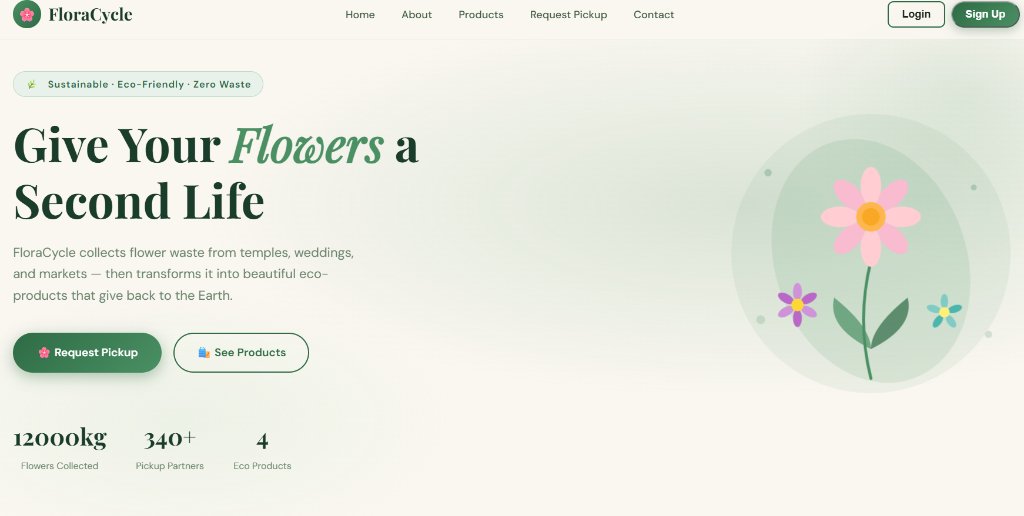 FloraCycle
Home
About
Products
Request Pickup
Contact
Login
Sign Up
Sustainable · Eco-Friendly · Zero Waste
Give Your Flowers a
Second Life
FloraCycle collects flower waste from temples, weddings,
and markets — then transforms it into beautiful eco-
products that give back to the Earth.
Request Pickup
See Products
12000kg
340+
4
Flowers Collected
Pickup Partners
Eco Products